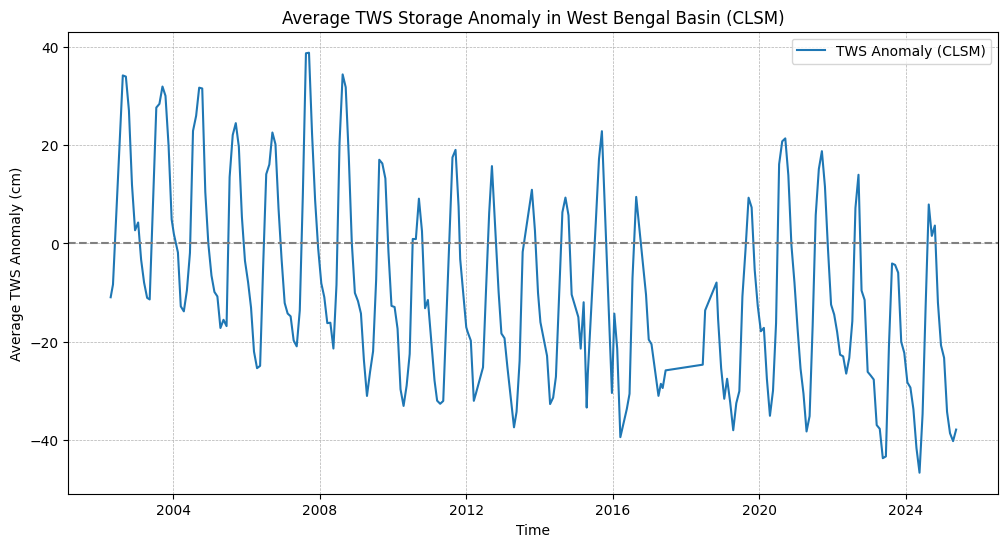 Average TWS Storage Anomaly in West Bengal Basin (CLSM)
TWS Anomaly (CLSM)
Average TWS Anomaly (cm)
40
20
0
−20
−40
2004 2008 2012 2016 2020 2024
Time